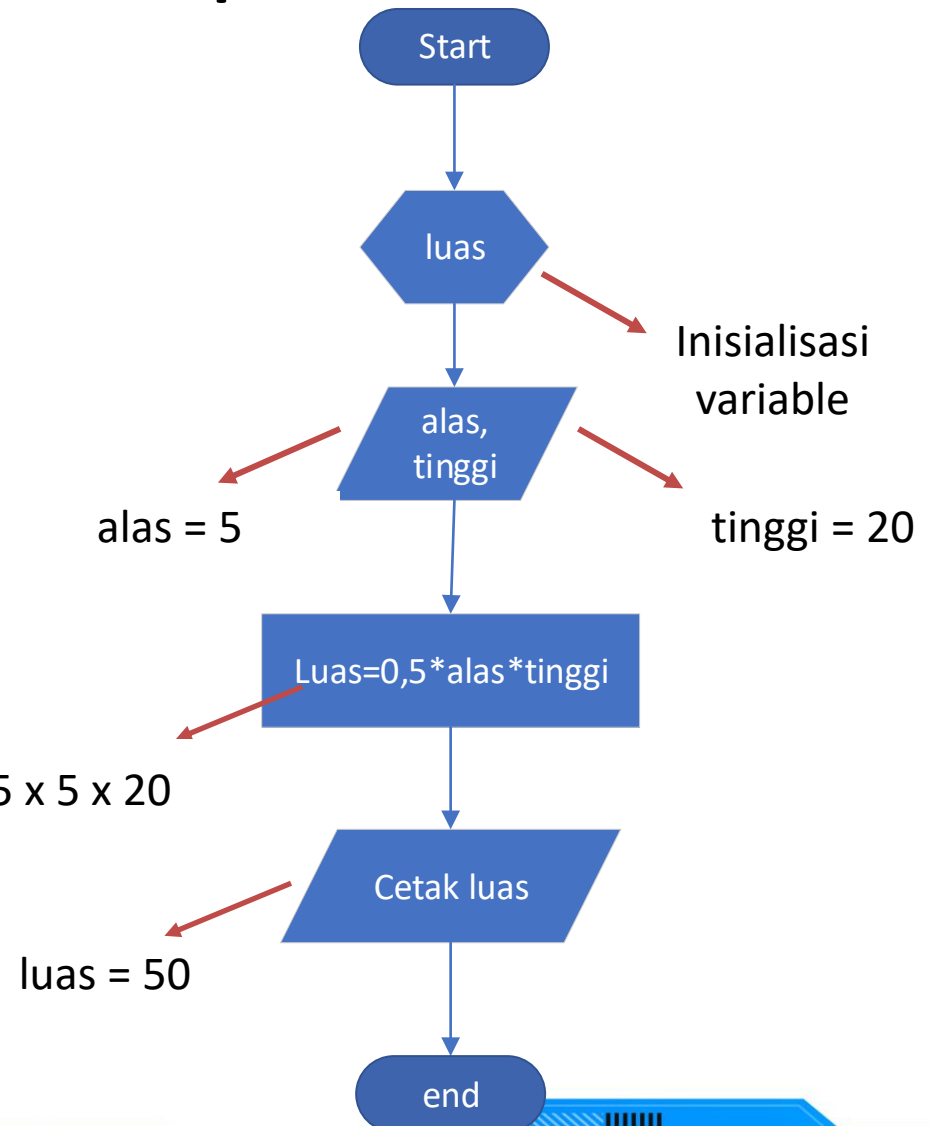 Start
luas
Inisialisasi
variable
alas,
tinggi
alas = 5
tinggi = 20
Luas=0,5*alas*tinggi
5 x 5 x 20
Cetak luas
luas = 50
end